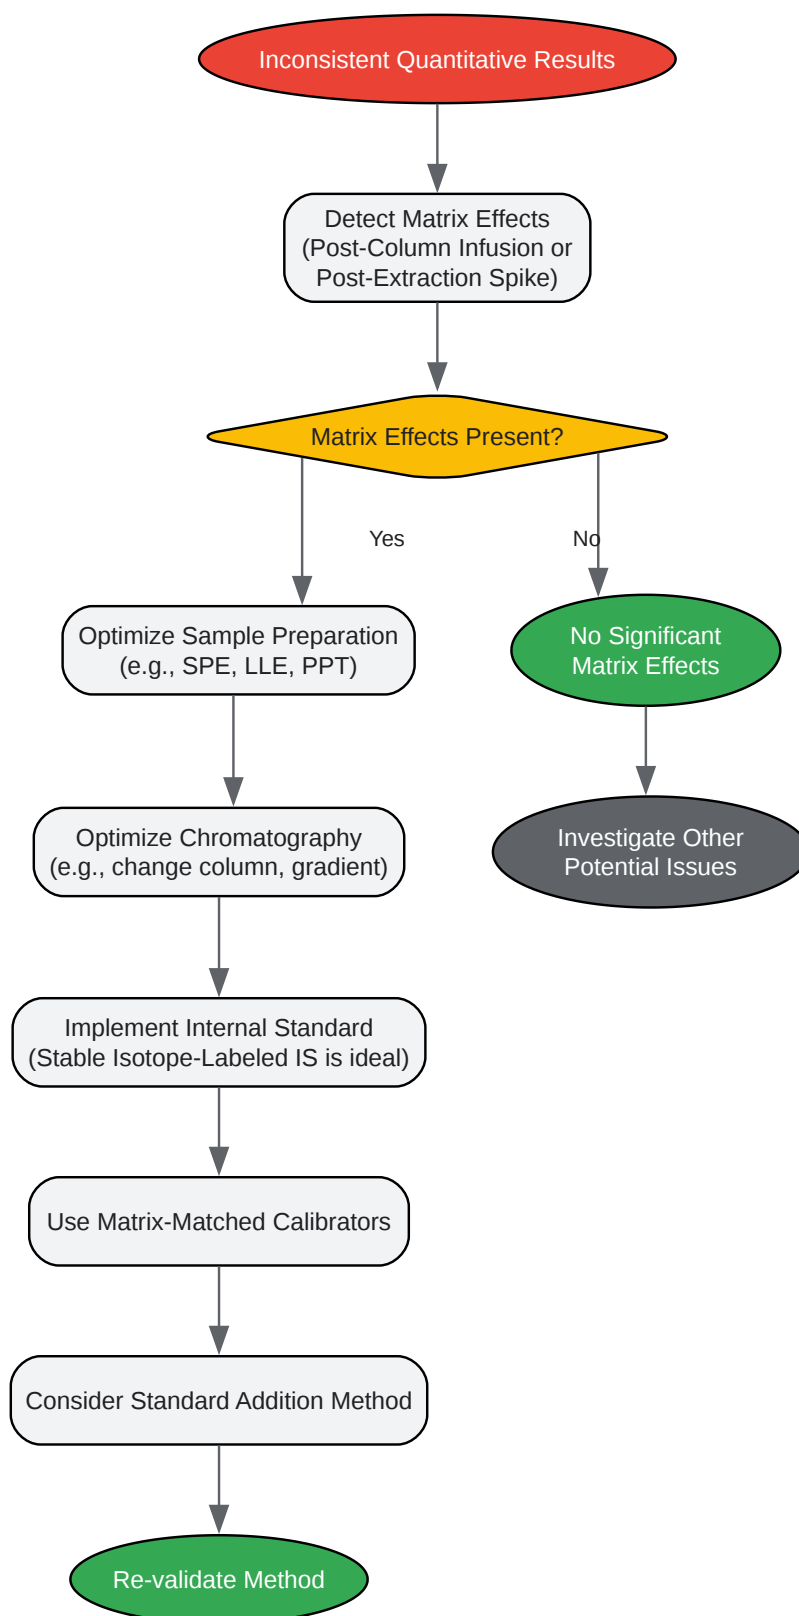 Inconsistent Quantitative Results
Detect Matrix Effects
(Post-Column Infusion or
Post-Extraction Spike)
Matrix Effects Present?
Yes
No
Optimize Sample Preparation
(e.g., SPE, LLE, PPT)
No Significant
Matrix Effects
Optimize Chromatography
(e.g., change column, gradient)
Investigate Other
Potential Issues
Implement Internal Standard
(Stable Isotope-Labeled IS is ideal)
Use Matrix-Matched Calibrators
Consider Standard Addition Method
Re-validate Method